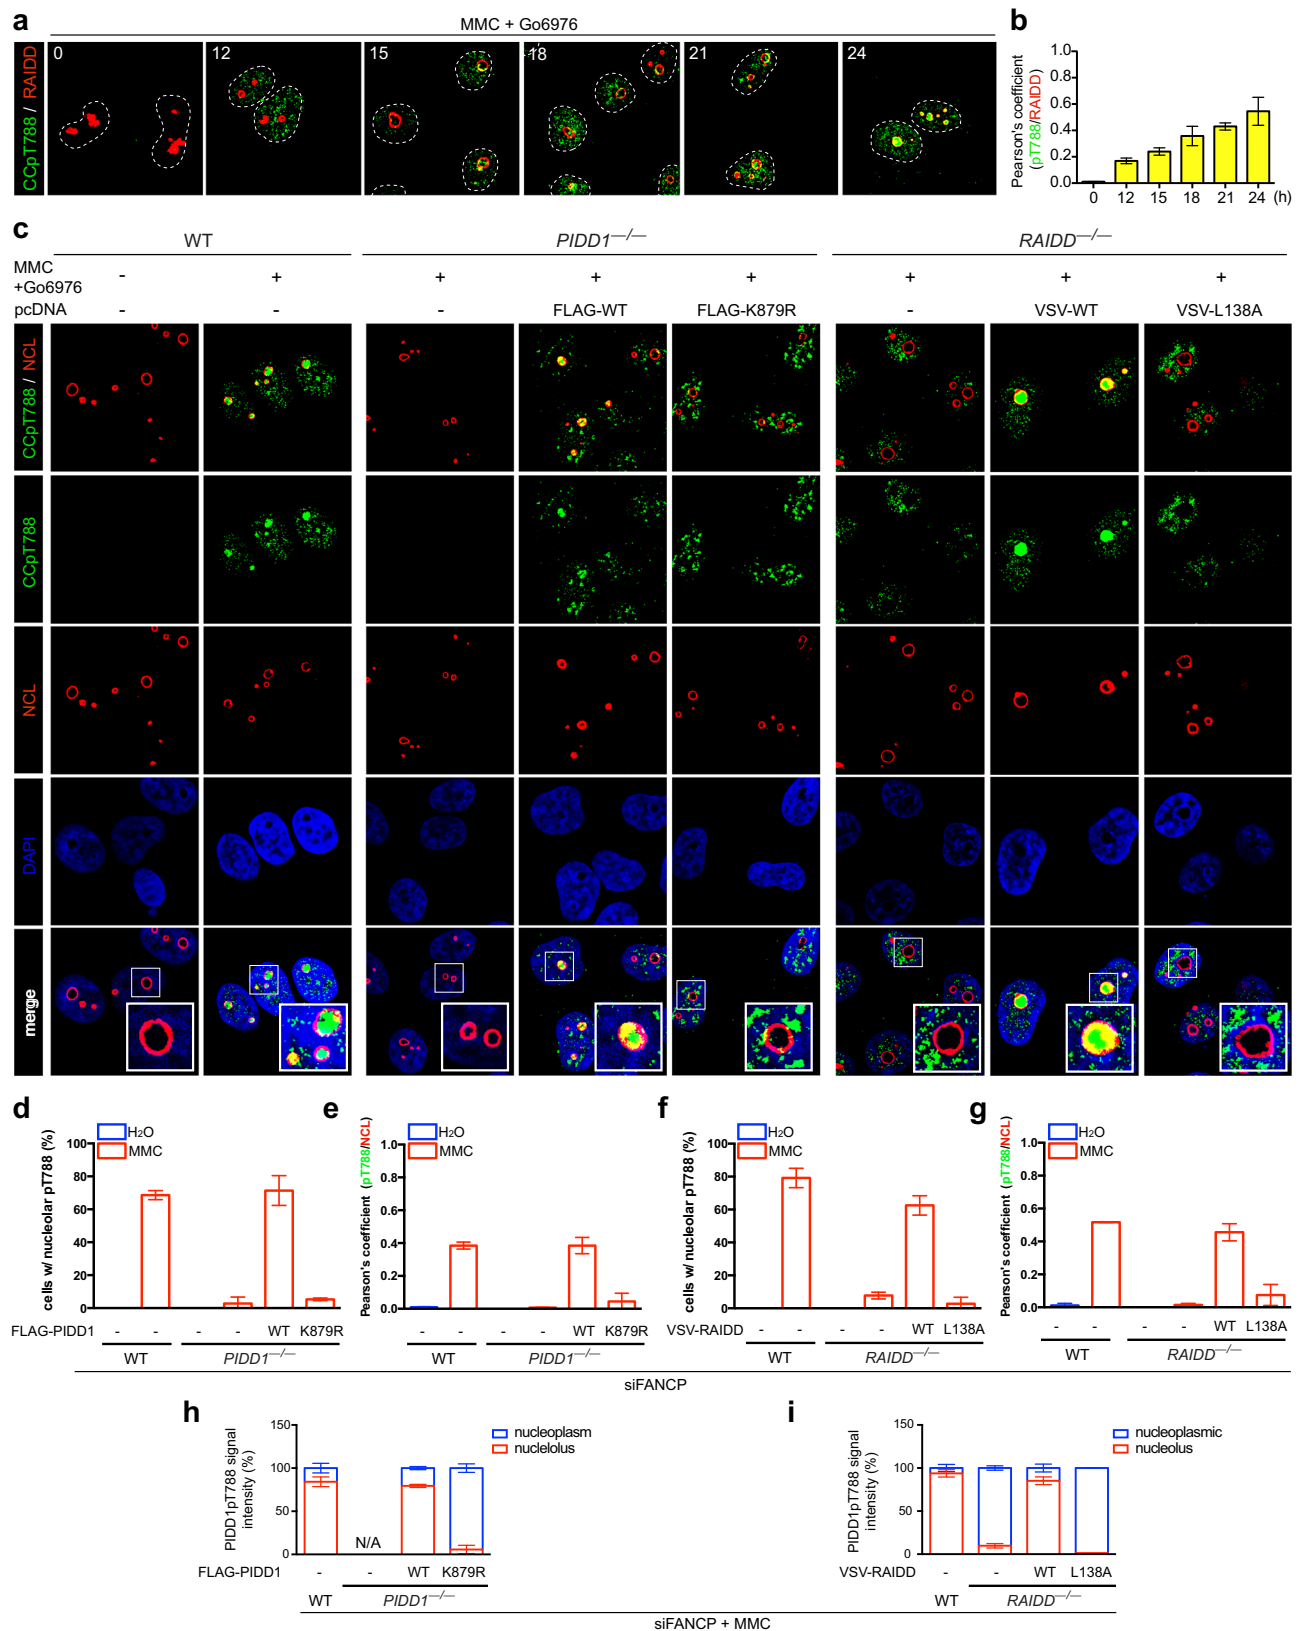 a
MMC + Go6976
CCpT788 / RAIDD
0
12
15
18
21
24
b
Pearson's coefficient
(pT788/RAIDD)
1.0
0.8
0.6
0.4
0.2
0.0
0 12 15 18 21 24 (h)
c
WT
PIDD1—/—
RAIDD—/—
MMC
+Go6976
- + + + + + + +
pcDNA
- - - FLAG-WT FLAG-K879R - VSV-WT VSV-L138A
CCpT788 / NCL
CCpT788
NCL
DAPI
merge
d
cells w/ nucleolar pT788 (%)
H2O
MMC
100
80
60
40
20
0
FLAG-PIDD1 - - - - WT K879R
WT PIDD1—/—
e
Pearson's coefficient (pT788/NCL)
H2O
MMC
1.0
0.8
0.6
0.4
0.2
0.0
- - - - WT K879R
WT PIDD1—/—
f
cells w/ nucleolar pT788 (%)
H2O
MMC
100
80
60
40
20
0
VSV-RAIDD - - - - WT L138A
WT RAIDD—/—
g
Pearson's coefficient (pT788/NCL)
H2O
MMC
1.0
0.8
0.6
0.4
0.2
0.0
- - - - WT L138A
WT RAIDD—/—
siFANCP
h
PIDD1pT788 signal
intensity (%)
150
100
50
0
N/A
nucleoplasm
nuclelolus
FLAG-PIDD1 - - WT K879R
WT PIDD1—/—
i
PIDD1pT788 signal
intensity (%)
150
100
50
0
nucleoplasmic
nucleolus
VSV-RAIDD - - WT L138A
WT RAIDD—/—
siFANCP + MMC